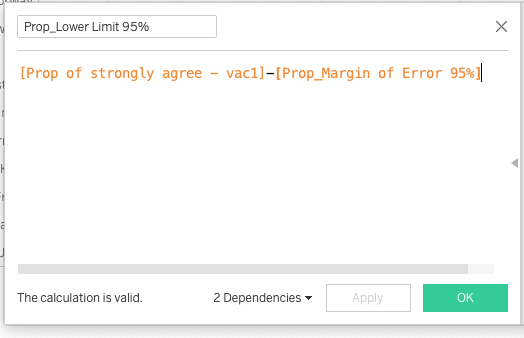 Prop_Lower Limit 95%
[Prop of strongly agree – vac1]–[Prop_Margin of Error 95%]
The calculation is valid.
2 Dependencies
Apply
OK